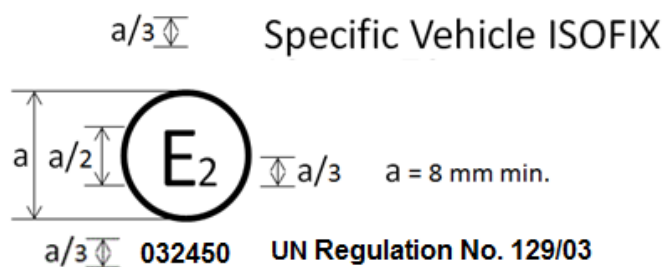 a/3 Specific Vehicle ISOFIX
a a/2 E2 a/3 a = 8 mm min.
a/3 032450 UN Regulation No. 129/03